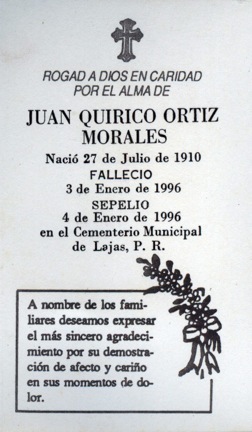 ROGAD A DIOS EN CARIDAD
POR EL ALMA DE
JUAN QUIRICO ORTIZ
MORALES
Nació 27 de Julio de 1910
FALLECIO
3 de Enero de 1996
SEPELIO
4 de Enero de 1996
en el Cementerio Municipal
de Lajas, P. R.
A nombre de los fami-
liares deseamos expresar
el más sincero agradeci-
miento por su demostra-
ción de afecto y cariño
en sus momentos de do-
lor.